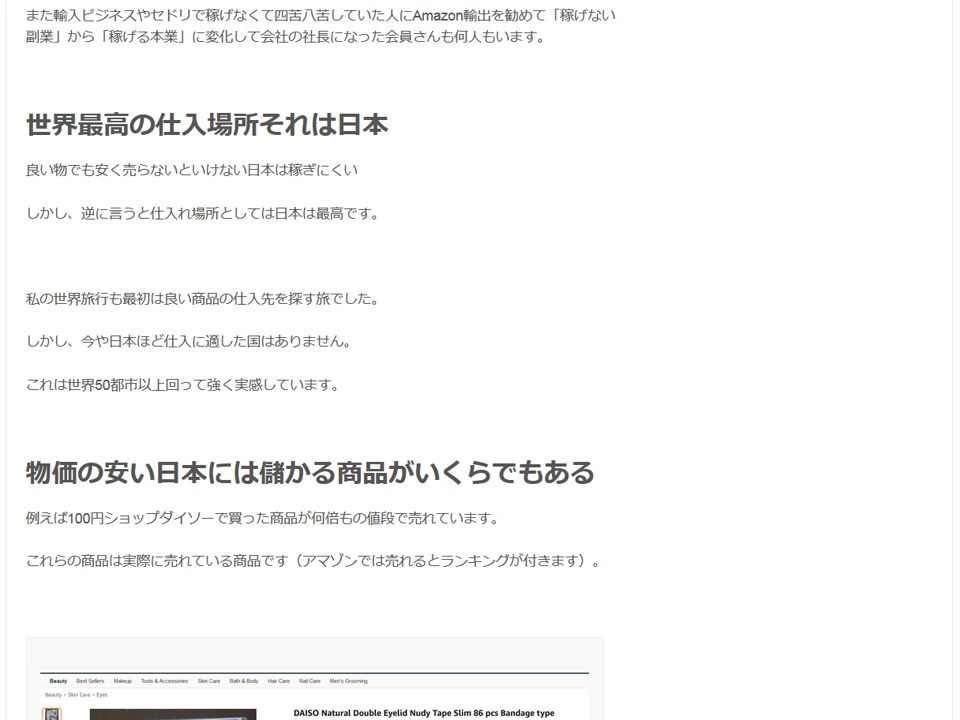 また輸入ビジネスやセドリで稼げなくて四苦八苦していた人にAmazon輸出を勧めて「稼げない
副業」から「稼げる本業」に変化して会社の社長になった会員さんも何人もいます。
世界最高の仕入場所それは日本
良い物でも安く売らないといけない日本は稼ぎにくい
しかし、逆に言うと仕入れ場所としては日本は最高です。
私の世界旅行も最初は良い商品の仕入先を探す旅でした。
しかし、今や日本ほど仕入に適した国はありません。
これは世界50都市以上回って強く実感しています。
物価の安い日本には儲かる商品がいくらでもある
例えば100円ショップダイソーで買った商品が何倍もの値段で売れています。
これらの商品は実際に売れている商品です（アマゾンでは売れるとランキングが付きます）。
Beauty Best Sellers Makeup Tools & Accessories Skin Care Bath & Body Hair Care Nail Care Men's Grooming
Beauty › Skin Care › Eyes
DAISO Natural Double Eyelid Nudy Tape Slim 86 pcs Bandage type